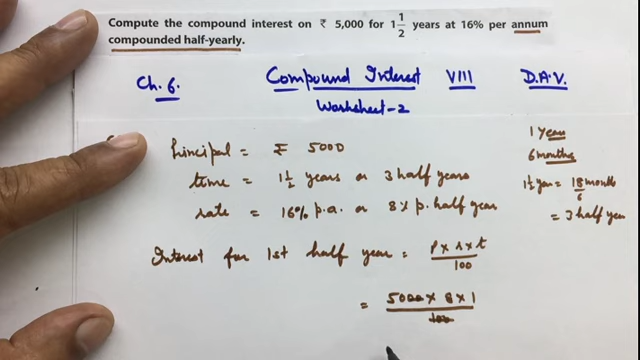 Compute the compound interest on ₹ 5,000 for 1 1/2 years at 16% per annum
compounded half-yearly.
Ch. 6. Compound Interest VIII D.A.V.
Worksheet-2
Principal = ₹ 5000
time = 1 1/2 years or 3 half years
rate = 16% p.a. or 8% p. half year
1 year
6 months
1 1/2 year = 18 months / 6
= 3 half year
Interest for 1st half year = P × r × t / 100
= 5000 × 8 × 1 / 100